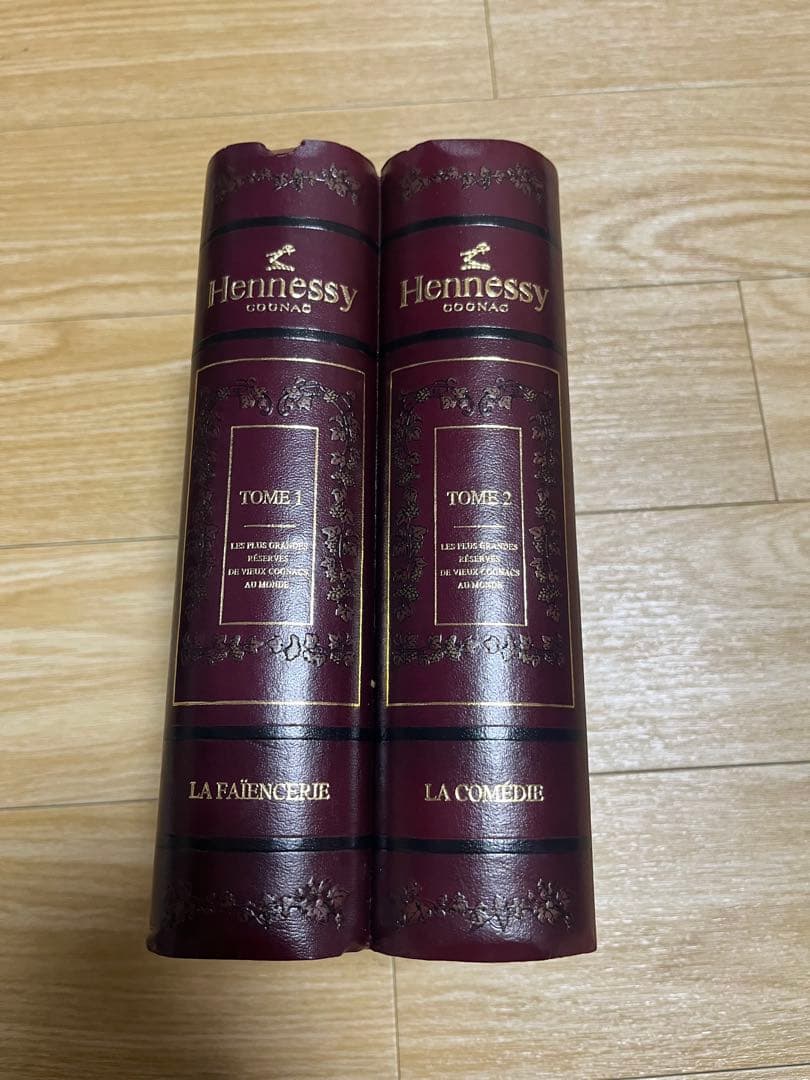 Hennessy
COGNAC
TOME 1
LES PLUS GRANDES
RÉSERVES
DE VIEUX COGNACS
AU MONDE
LA FAÏENCERIE
Hennessy
COGNAC
TOME 2
LES PLUS GRANDES
RÉSERVES
DE VIEUX COGNACS
AU MONDE
LA COMÉDIE